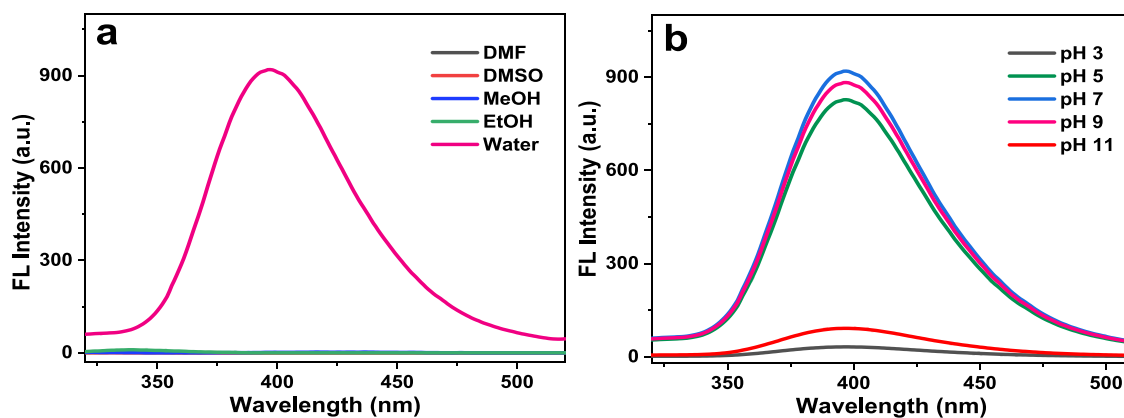 a
DMF
DMSO
MeOH
EtOH
Water
900
600
300
0
FL Intensity (a.u.)
350
400
450
500
Wavelength (nm)
b
pH 3
pH 5
pH 7
pH 9
pH 11
900
600
300
0
FL Intensity (a.u.)
350
400
450
500
Wavelength (nm)